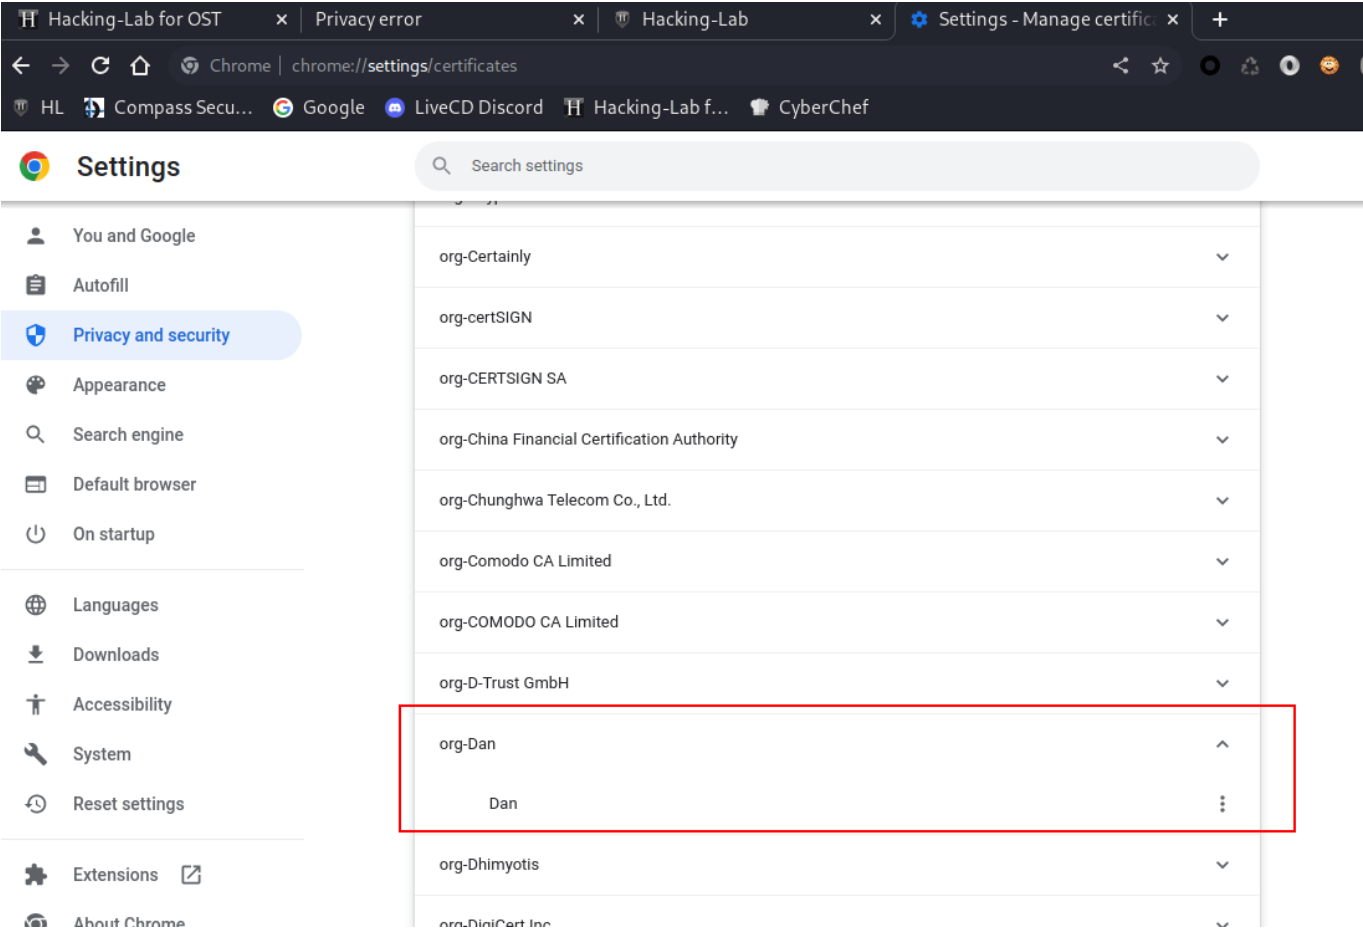 Hacking-Lab for OST
Privacy error
Hacking-Lab
Settings - Manage certific
Chrome | chrome://settings/certificates
HL
Compass Secu...
Google
LiveCD Discord
Hacking-Lab f...
CyberChef
Settings
Search settings
You and Google
Autofill
Privacy and security
Appearance
Search engine
Default browser
On startup
Languages
Downloads
Accessibility
System
Reset settings
Extensions
About Chrome
org-Certainly
org-certSIGN
org-CERTSIGN SA
org-China Financial Certification Authority
org-Chunghwa Telecom Co., Ltd.
org-Comodo CA Limited
org-COMODO CA Limited
org-D-Trust GmbH
org-Dan
Dan
org-Dhimyotis
org-DigiCert Inc